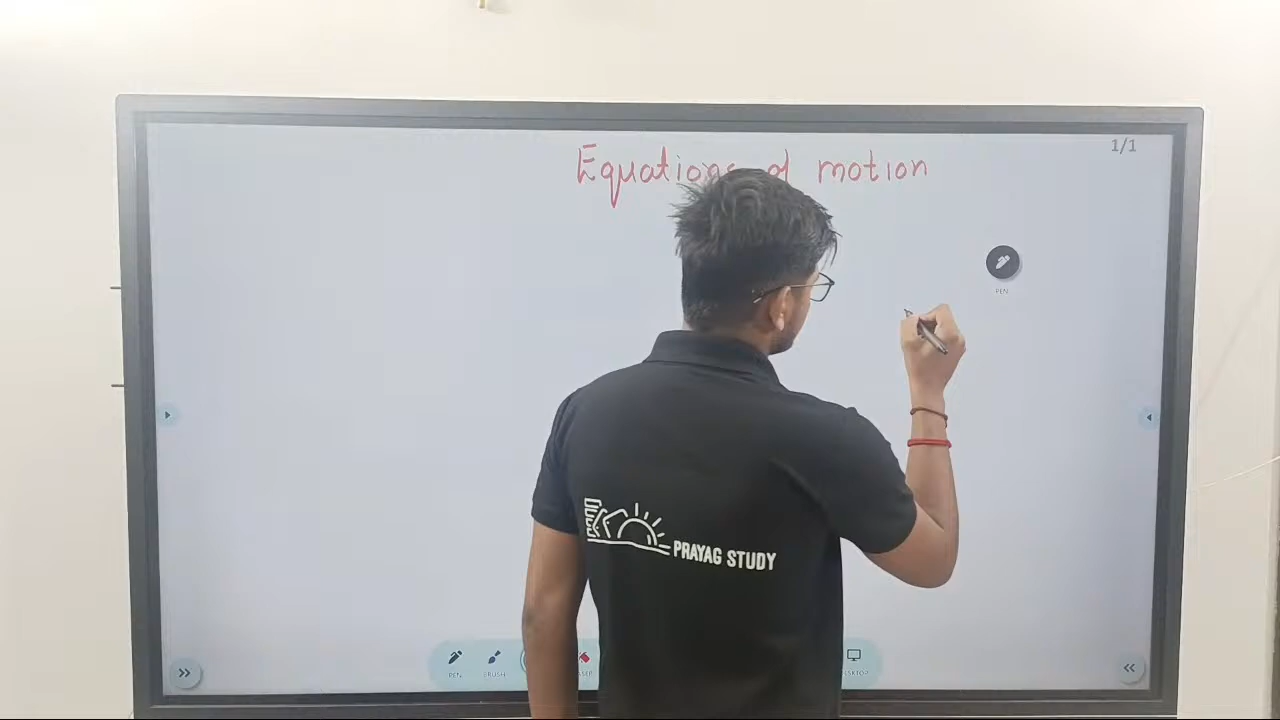 Equations of motion
1/1
PEN
PRAYAG STUDY
PEN
BRUSH